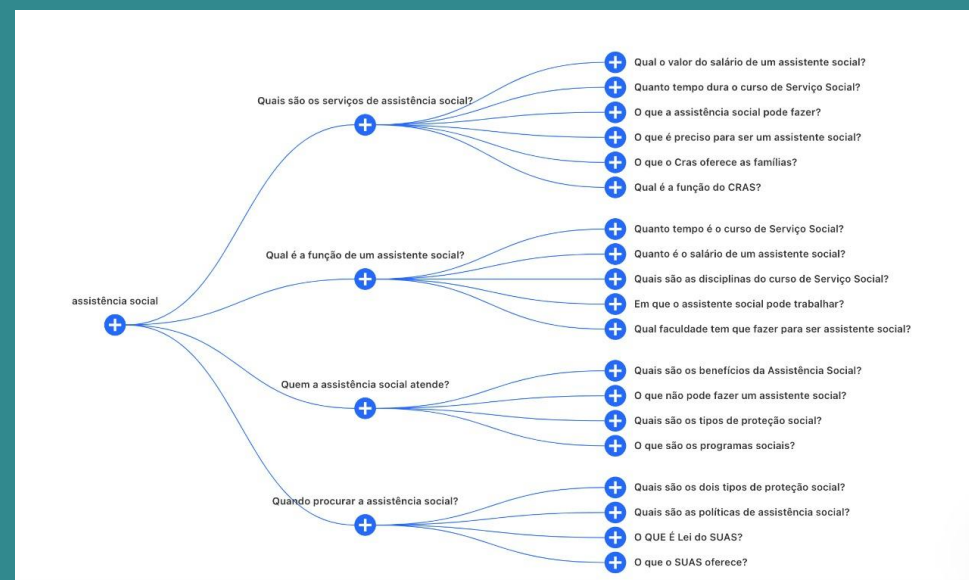 assistência social
Quais são os serviços de assistência social?
Qual o valor do salário de um assistente social?
Quanto tempo dura o curso de Serviço Social?
O que a assistência social pode fazer?
O que é preciso para ser um assistente social?
O que o Cras oferece as famílias?
Qual é a função do CRAS?
Qual é a função de um assistente social?
Quanto tempo é o curso de Serviço Social?
Quanto é o salário de um assistente social?
Quais são as disciplinas do curso de Serviço Social?
Em que o assistente social pode trabalhar?
Qual faculdade tem que fazer para ser assistente social?
Quem a assistência social atende?
Quais são os benefícios da Assistência Social?
O que não pode fazer um assistente social?
Quais são os tipos de proteção social?
O que são os programas sociais?
Quando procurar a assistência social?
Quais são os dois tipos de proteção social?
Quais são as políticas de assistência social?
O QUE É Lei do SUAS?
O que o SUAS oferece?